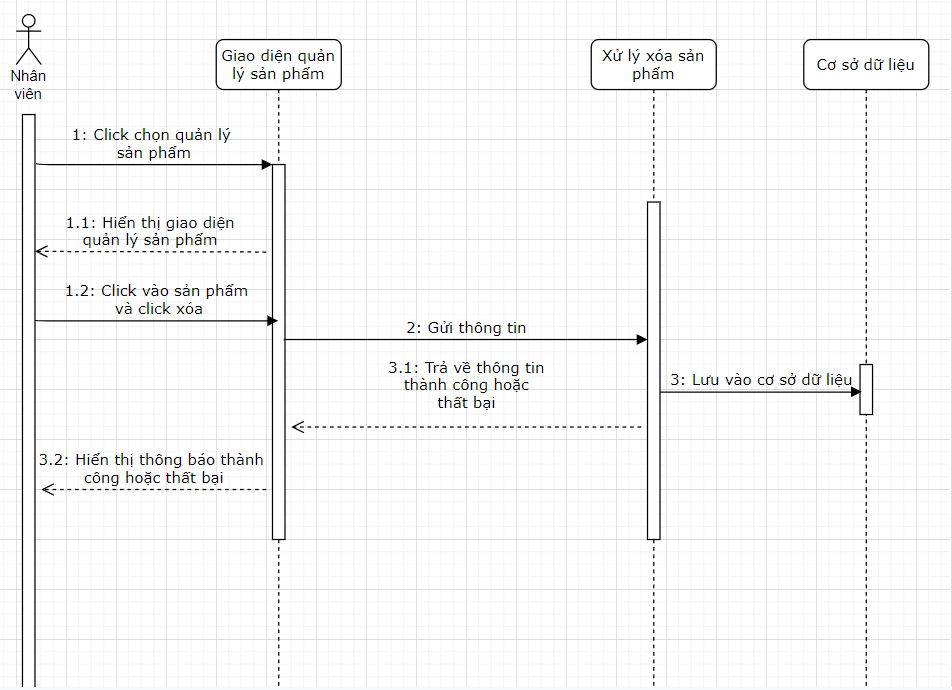 Nhân
viên
Giao diện quản
lý sản phẩm
Xử lý xóa sản
phẩm
Cơ sở dữ liệu
1: Click chọn quản lý
sản phẩm
1.1: Hiển thị giao diện
quản lý sản phẩm
1.2: Click vào sản phẩm
và click xóa
2: Gửi thông tin
3.1: Trả về thông tin
thành công hoặc
thất bại
3: Lưu vào cơ sở dữ liệu
3.2: Hiển thị thông báo thành
công hoặc thất bại